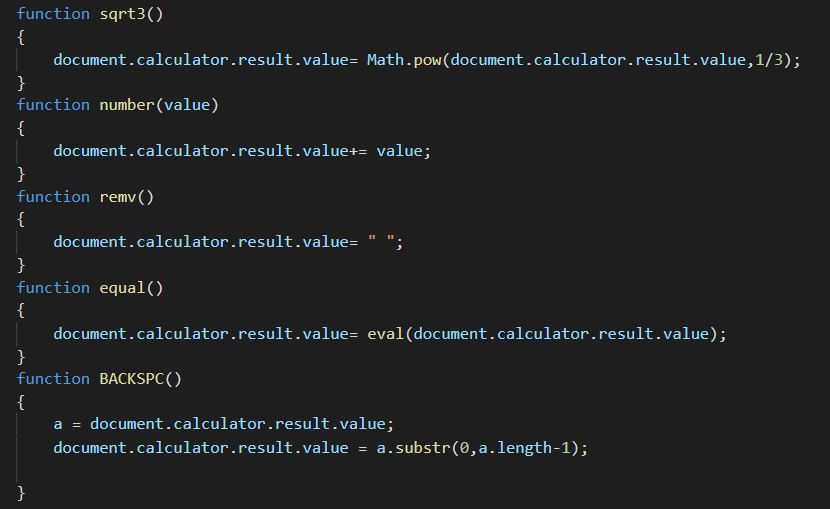 function sqrt3()
{
    document.calculator.result.value= Math.pow(document.calculator.result.value,1/3);
}
function number(value)
{
    document.calculator.result.value+= value;
}
function remv()
{
    document.calculator.result.value= " ";
}
function equal()
{
    document.calculator.result.value= eval(document.calculator.result.value);
}
function BACKSPC()
{
    a = document.calculator.result.value;
    document.calculator.result.value = a.substr(0,a.length-1);

}